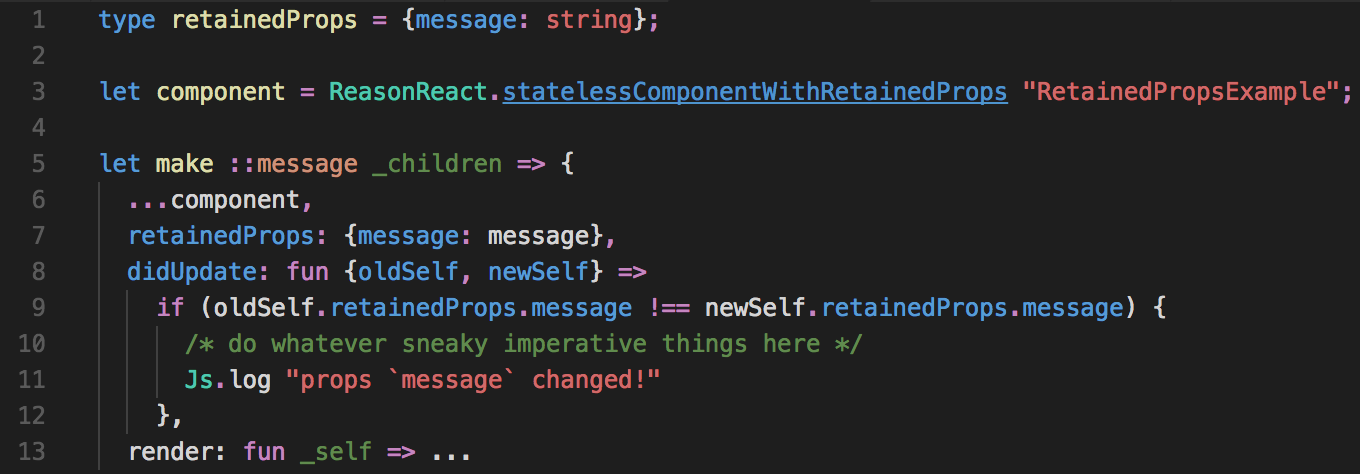 1 type retainedProps = {message: string};
2
3 let component = ReasonReact.statelessComponentWithRetainedProps "RetainedPropsExample";
4
5 let make ::message _children => {
6   ...component,
7   retainedProps: {message: message},
8   didUpdate: fun {oldSelf, newSelf} =>
9     if (oldSelf.retainedProps.message !== newSelf.retainedProps.message) {
10       /* do whatever sneaky imperative things here */
11       Js.log "props `message` changed!"
12     },
13   render: fun _self => ...